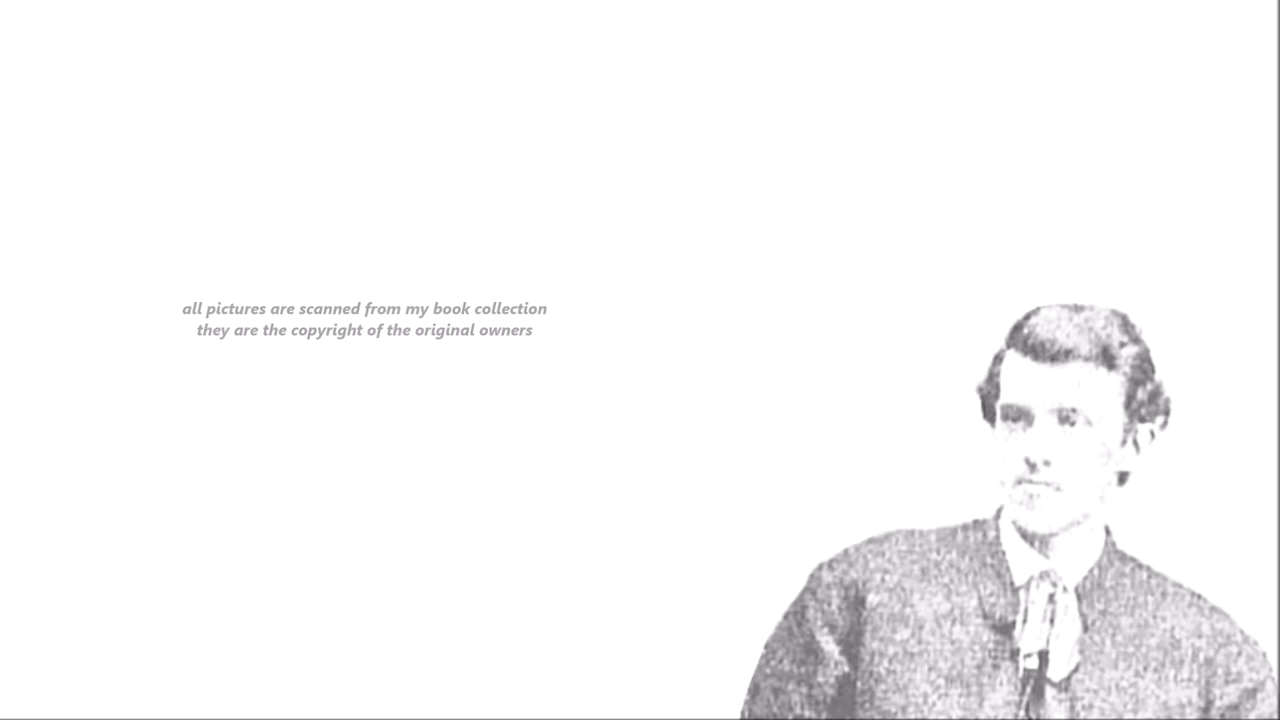 all pictures are scanned from my book collection
they are the copyright of the original owners